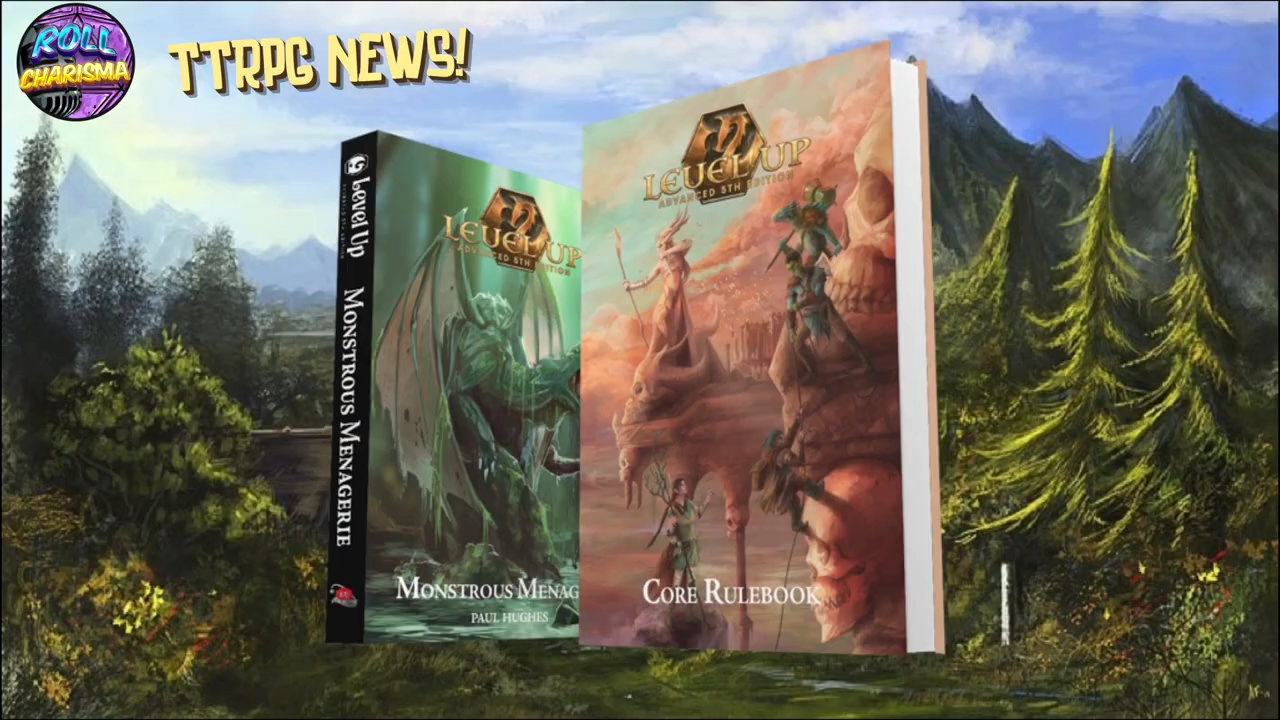 ROLL
CHARISMA
TTRPG NEWS!
Level Up
MONSTROUS MENAGERIE
LEVEL UP
ADVANCED 5TH EDITION
MONSTROUS MENAG
PAUL HUGHES
LEVEL UP
ADVANCED 5TH EDITION
CORE RULEBOOK